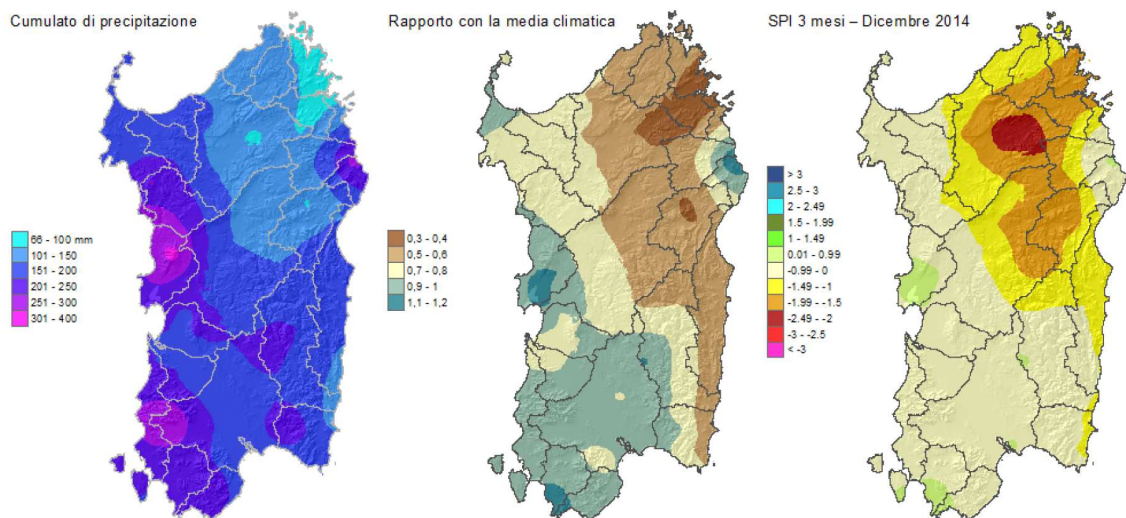 Cumulato di precipitazione
66 - 100 mm
101 - 150
151 - 200
201 - 250
251 - 300
301 - 400
Rapporto con la media climatica
0,3 - 0,4
0,5 - 0,6
0,7 - 0,8
0,9 - 1
1,1 - 1,2
SPI 3 mesi – Dicembre 2014
> 3
2.5 - 3
2 - 2.49
1.5 - 1.99
1 - 1.49
0.01 - 0.99
-0.99 - 0
-1.49 - -1
-1.99 - -1.5
-2.49 - -2
-3 - -2.5
< -3